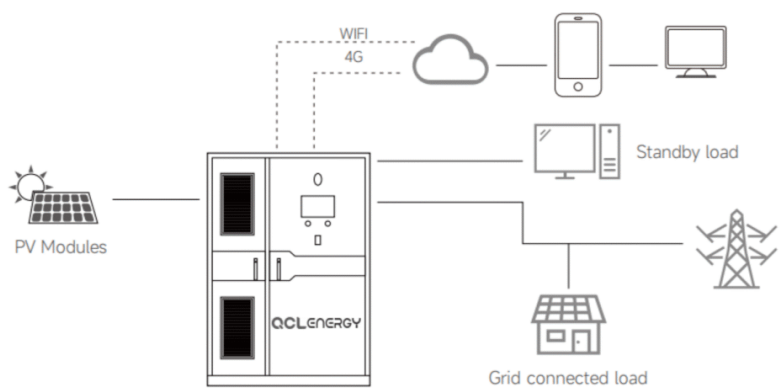 WIFI
4G
Standby load
PV Modules
QCLENERGY
Grid connected load